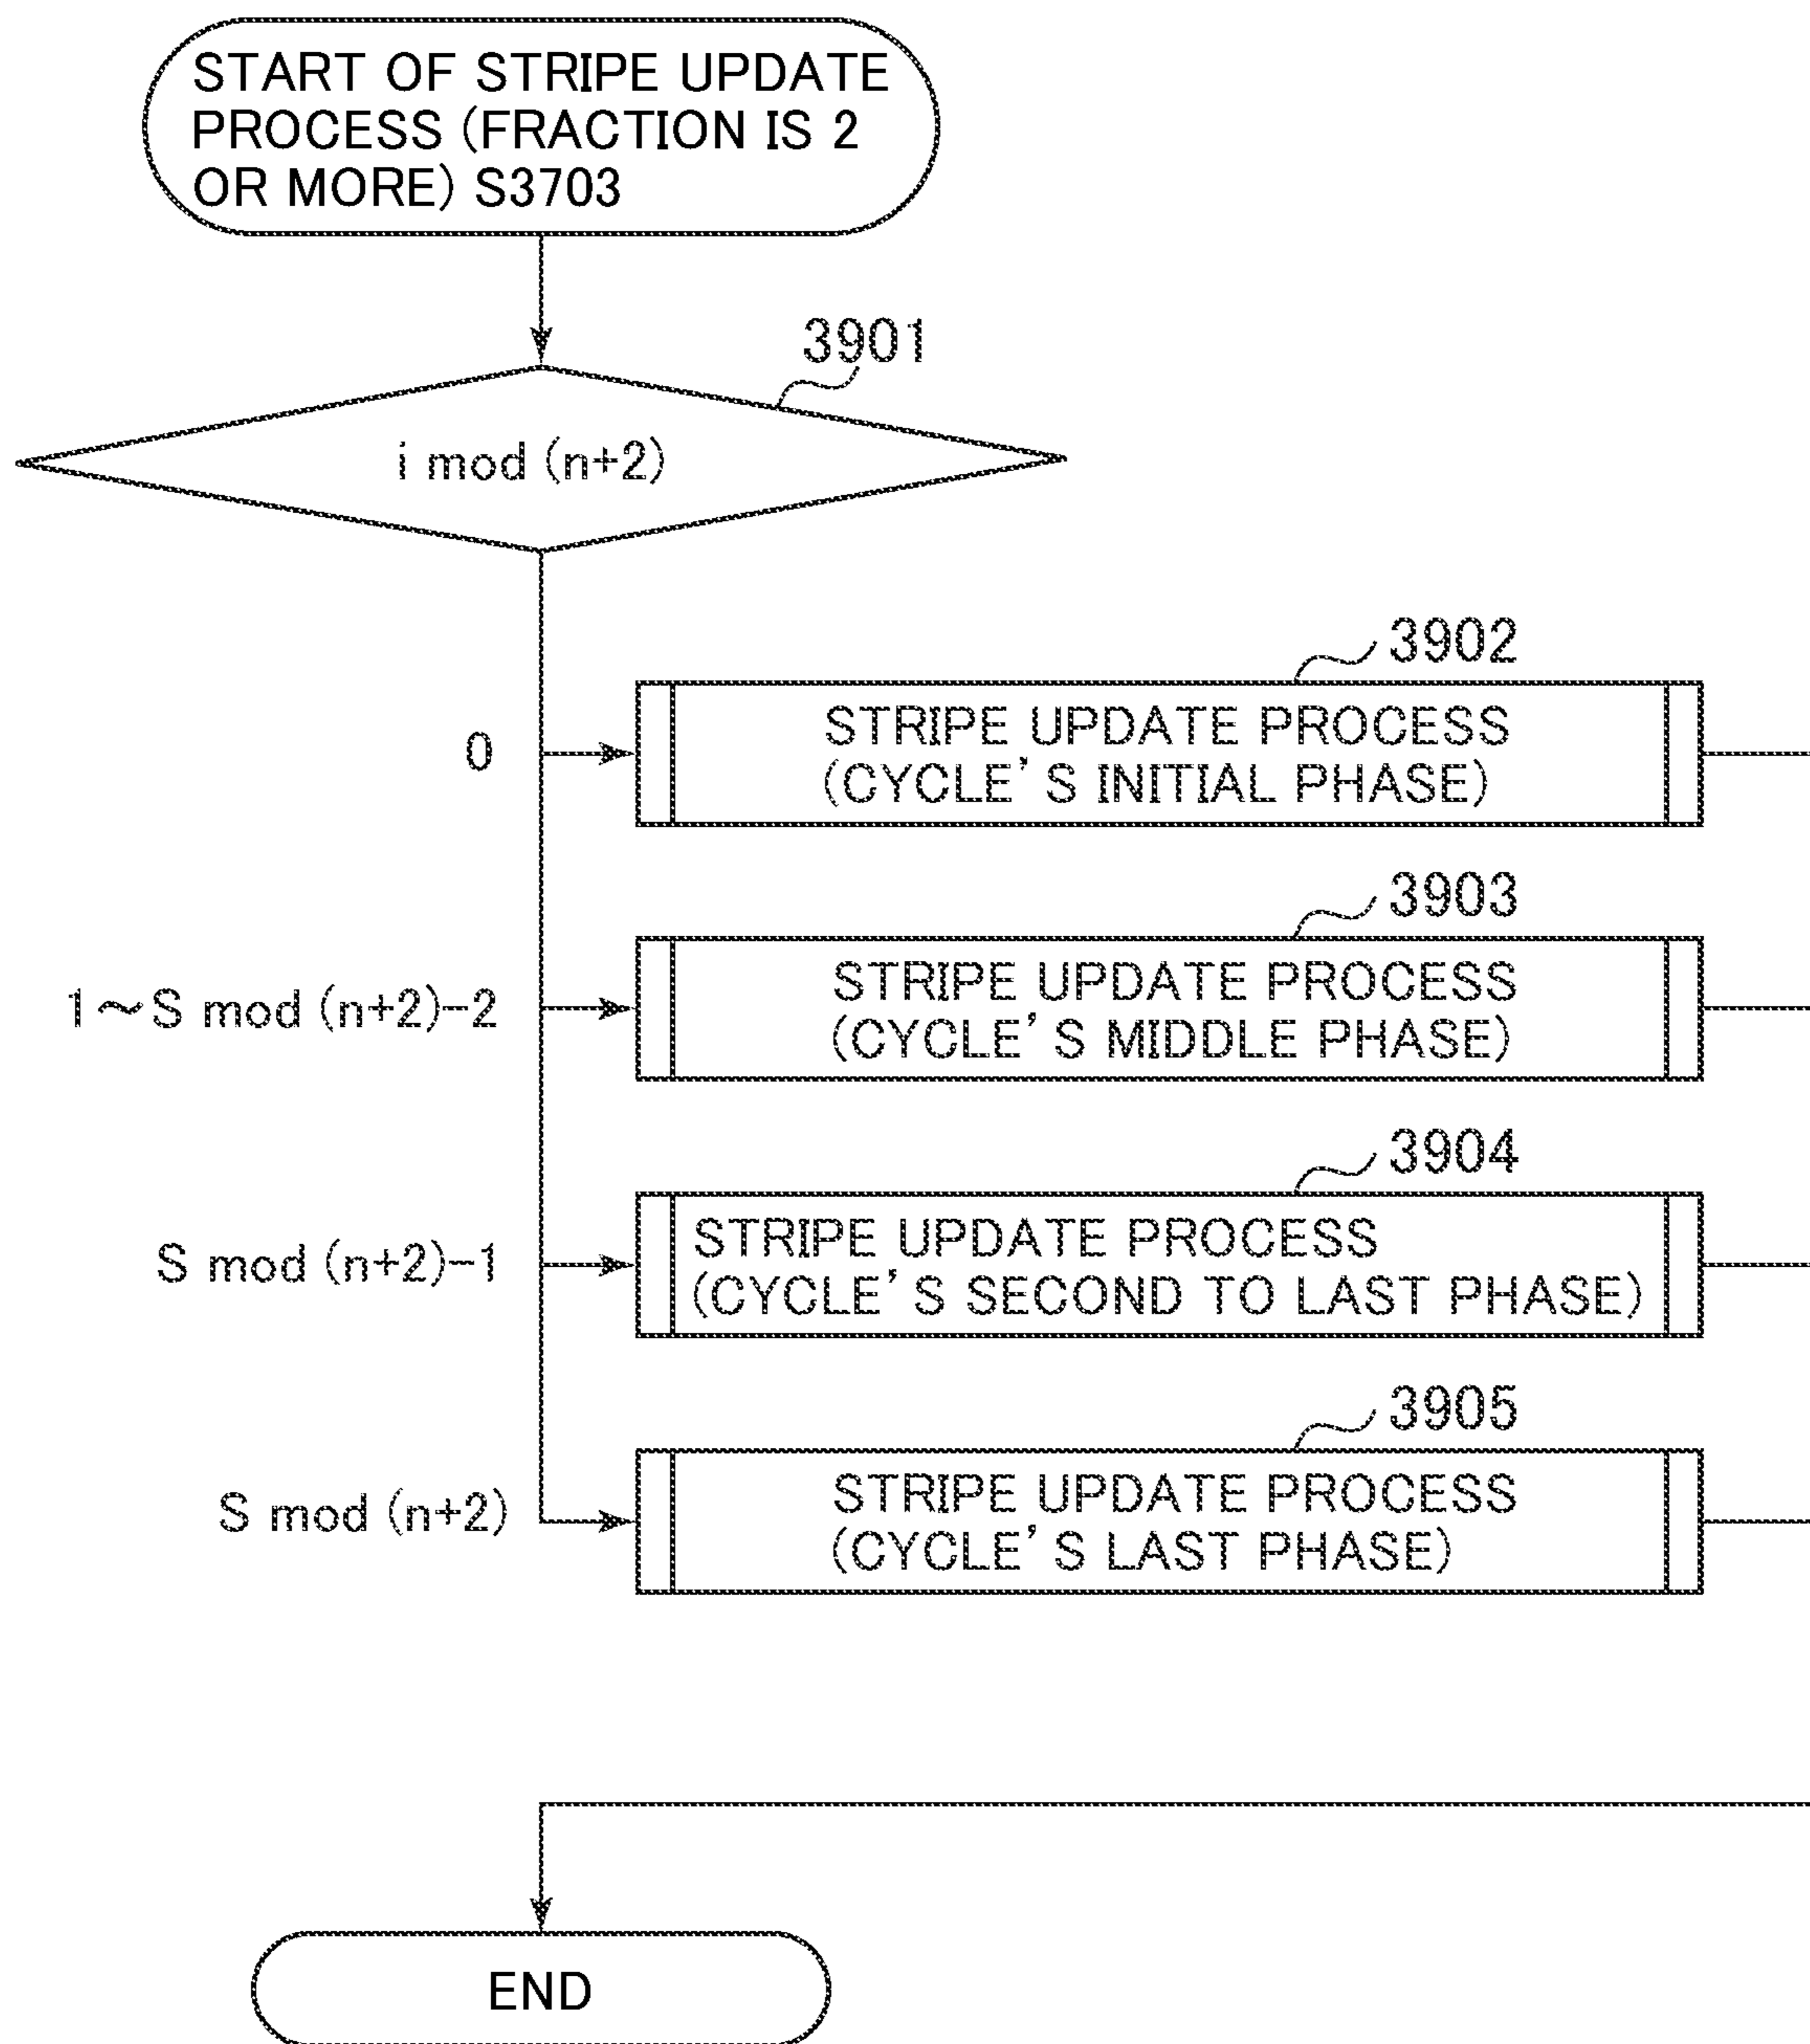 START OF STRIPE UPDATE
PROCESS (FRACTION IS 2
OR MORE) S3703
3901
i mod (n+2)
3902
0
STRIPE UPDATE PROCESS
(CYCLE'S INITIAL PHASE)
3903
1～S mod (n+2)-2
STRIPE UPDATE PROCESS
(CYCLE'S MIDDLE PHASE)
3904
S mod (n+2)-1
STRIPE UPDATE PROCESS
(CYCLE'S SECOND TO LAST PHASE)
3905
S mod (n+2)
STRIPE UPDATE PROCESS
(CYCLE'S LAST PHASE)
END